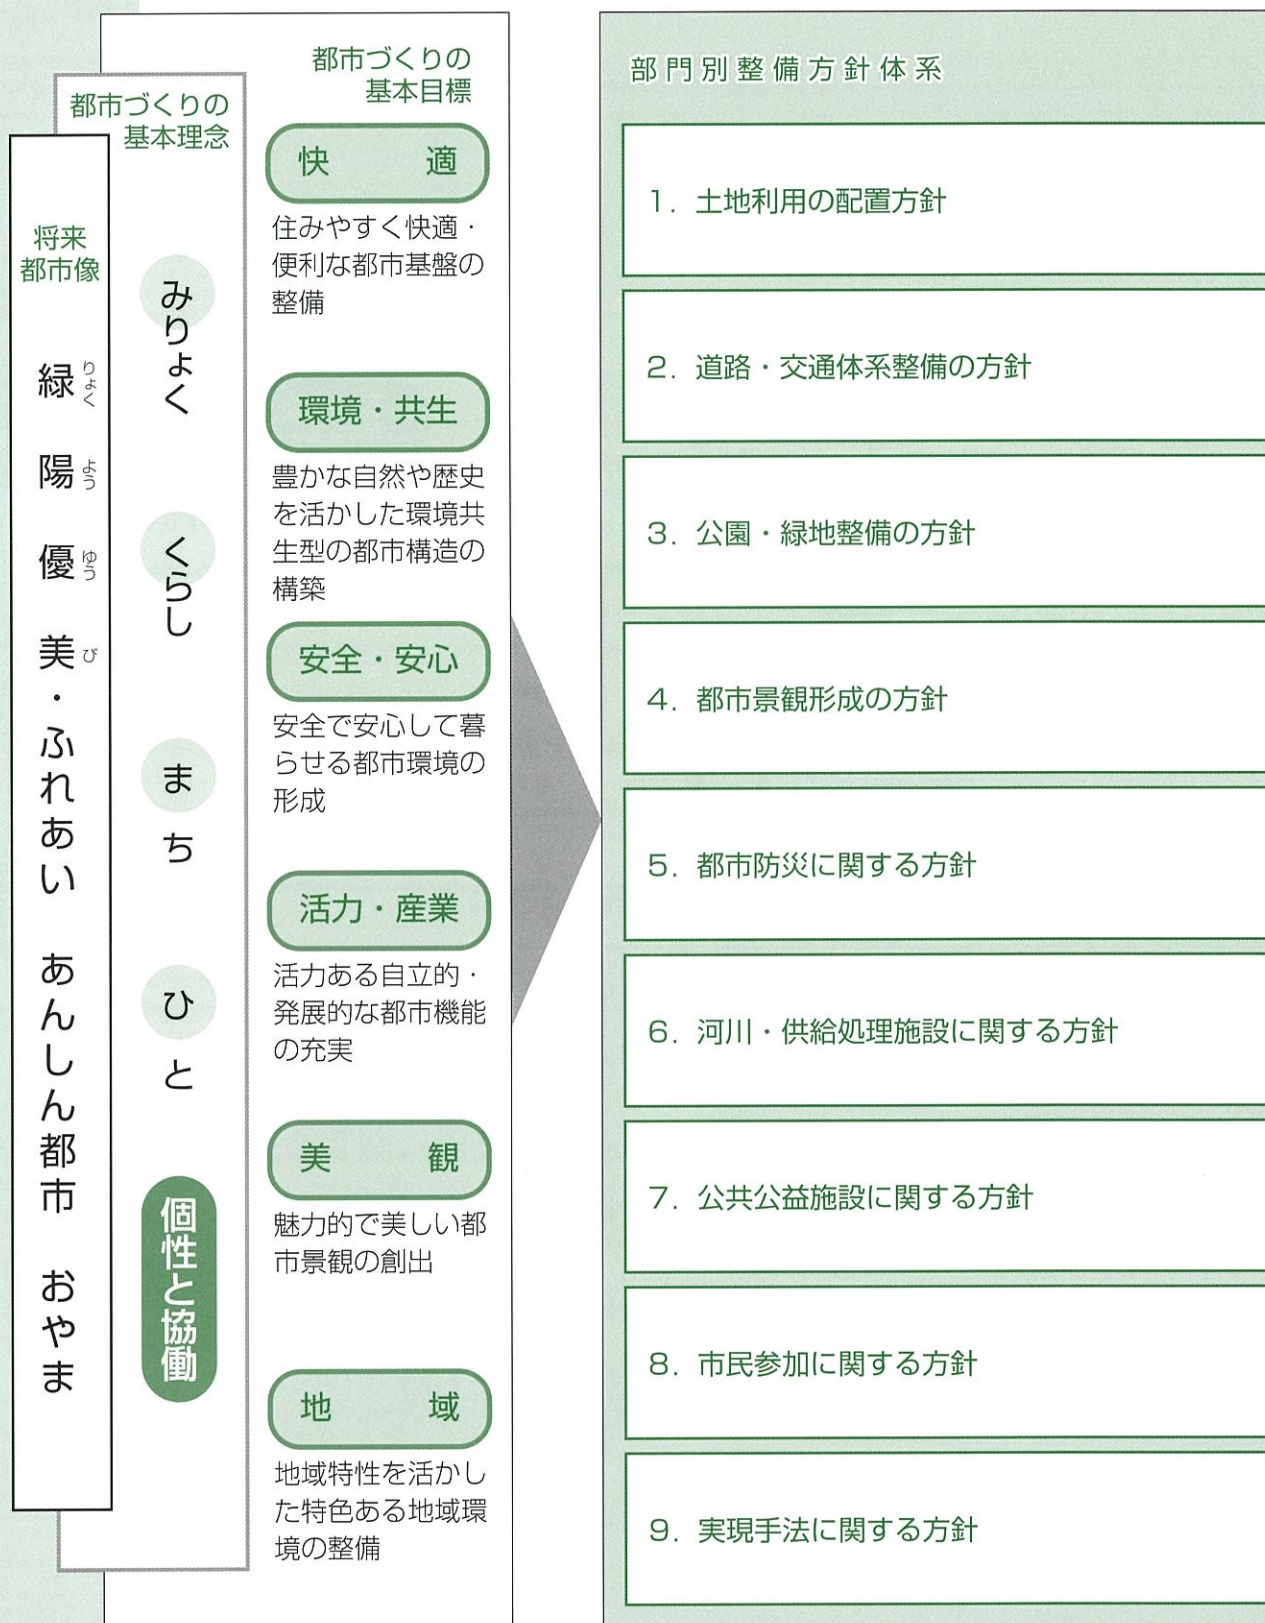 将来
都市像
緑陽優美・ふれあい あんしん都市 おやま
りょく
よう
ゆう
び
都市づくりの
基本理念
みりょく
くらし
まち
ひと
個性と協働
都市づくりの
基本目標
快適
住みやすく快適・
便利な都市基盤の
整備
環境・共生
豊かな自然や歴史
を活かした環境共
生型の都市構造の
構築
安全・安心
安全で安心して暮
らせる都市環境の
形成
活力・産業
活力ある自立的・
発展的な都市機能
の充実
美観
魅力的で美しい都
市景観の創出
地域
地域特性を活かし
た特色ある地域環
境の整備
部門別整備方針体系
1. 土地利用の配置方針
2. 道路・交通体系整備の方針
3. 公園・緑地整備の方針
4. 都市景観形成の方針
5. 都市防災に関する方針
6. 河川・供給処理施設に関する方針
7. 公共公益施設に関する方針
8. 市民参加に関する方針
9. 実現手法に関する方針